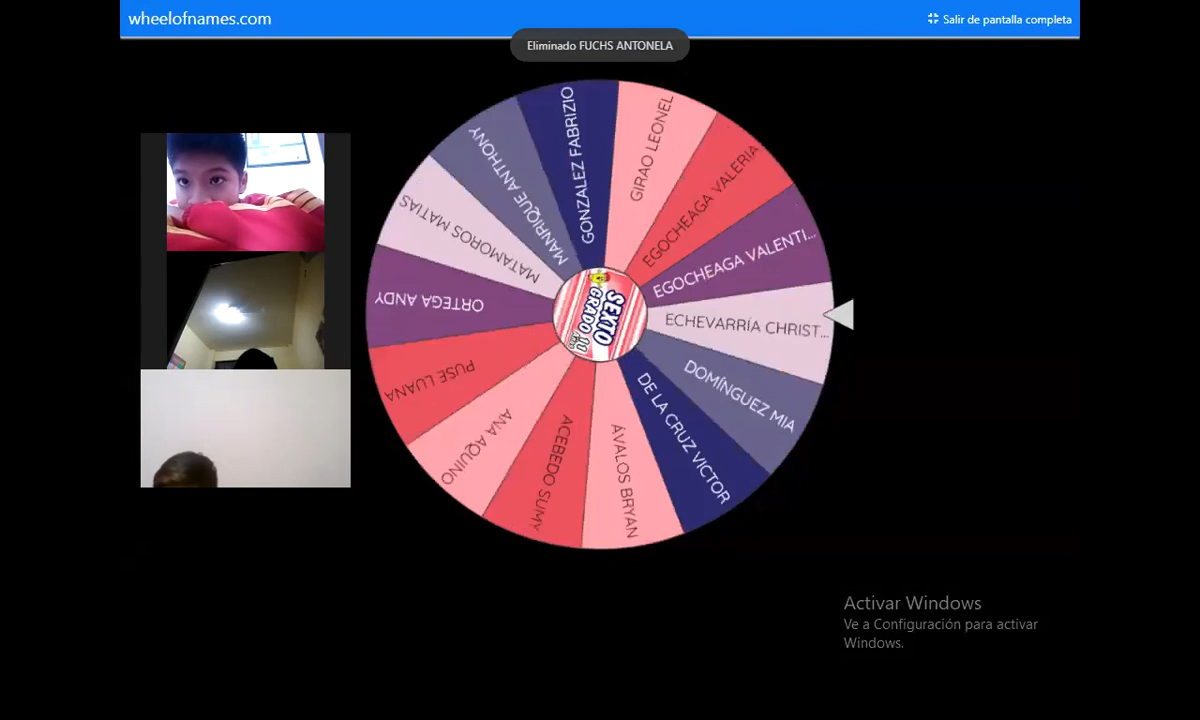 wheelofnames.com
Salir de pantalla completa
Eliminado FUCHS ANTONELA
GONZALEZ FABRIZIO
GIRAO LEONEL
EGOCHEAGA VALERIA
EGOCHEAGA VALENTI...
ECHEVARRÍA CHRIST...
DOMÍNGUEZ MIA
DE LA CRUZ VICTOR
ÁVALOS BRYAN
ACEBEDO SUMY
ANA AQUINO
PUSE LUANA
ORTEGA ANDY
MATAMOROS MATIAS
MANRIQUE ANTHONY
SEXTO
GRADO
Activar Windows
Ve a Configuración para activar
Windows.